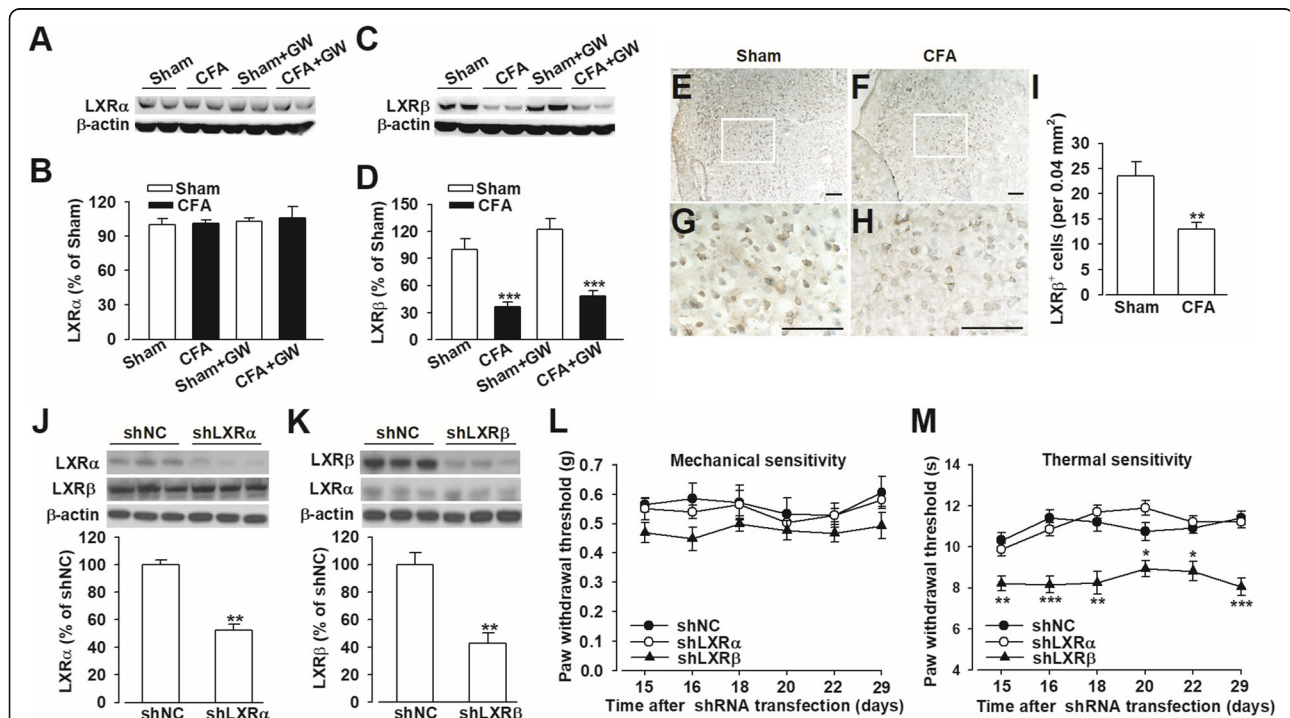 A
Sham CFA Sham+GW CFA+GW
LXRα
β-actin
B
Sham
CFA
LXRα (% of Sham)
120
90
60
30
0
Sham CFA Sham+GW CFA+GW
C
Sham CFA Sham+GW CFA+GW
LXRβ
β-actin
D
Sham
CFA
LXRβ (% of Sham)
150
120
90
60
30
0
***
***
Sham CFA Sham+GW CFA+GW
Sham CFA
E
F
G
H
I
LXRβ+ cells (per 0.04 mm2)
30
25
20
15
10
5
0
**
Sham CFA
J
shNC shLXRα
LXRα
LXRβ
β-actin
LXRα (% of shNC)
120
100
80
60
40
20
0
**
shNC shLXRα
K
shNC shLXRβ
LXRβ
LXRα
β-actin
LXRβ (% of shNC)
120
100
80
60
40
20
0
**
shNC shLXRβ
L
Mechanical sensitivity
Paw withdrawal threshold (g)
0.7
0.6
0.5
0.4
0.3
0.2
0.1
0.0
shNC
shLXRα
shLXRβ
15 16 18 20 22 29
Time after shRNA transfection (days)
M
Thermal sensitivity
Paw withdrawal threshold (s)
14
12
10
8
6
4
** *** ** * * ***
shNC
shLXRα
shLXRβ
15 16 18 20 22 29
Time after shRNA transfection (days)